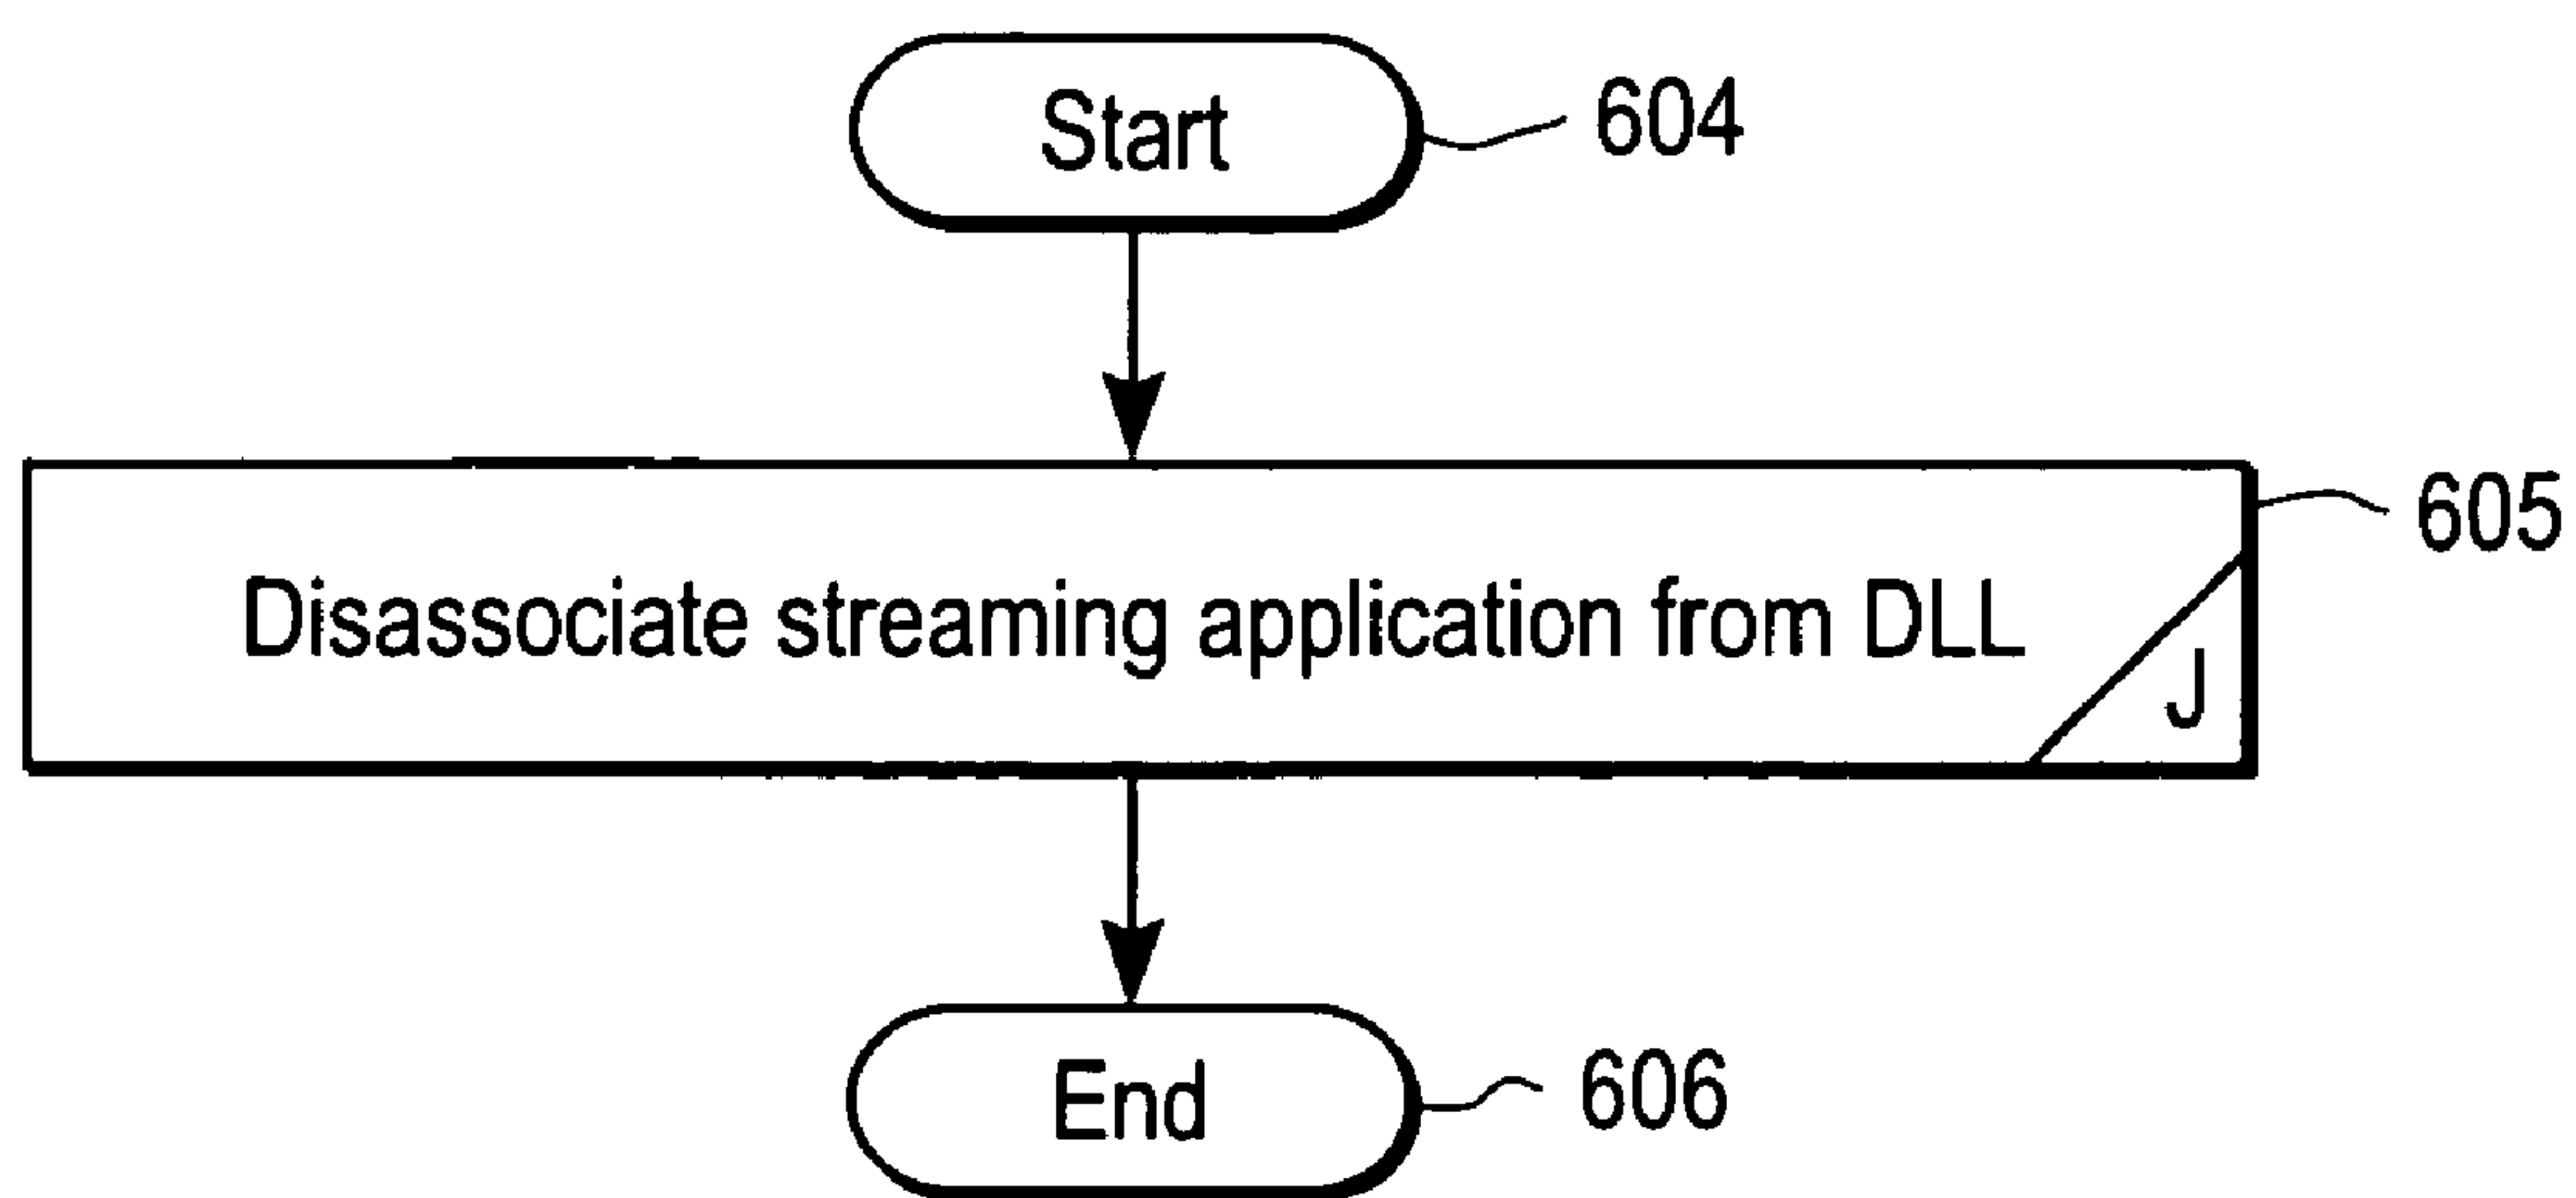 Start
604
605
Disassociate streaming application from DLL
J
End
606